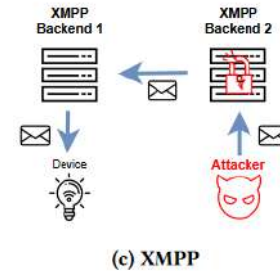 XMPP
Backend 1
XMPP
Backend 2
Device
Attacker
(c) XMPP